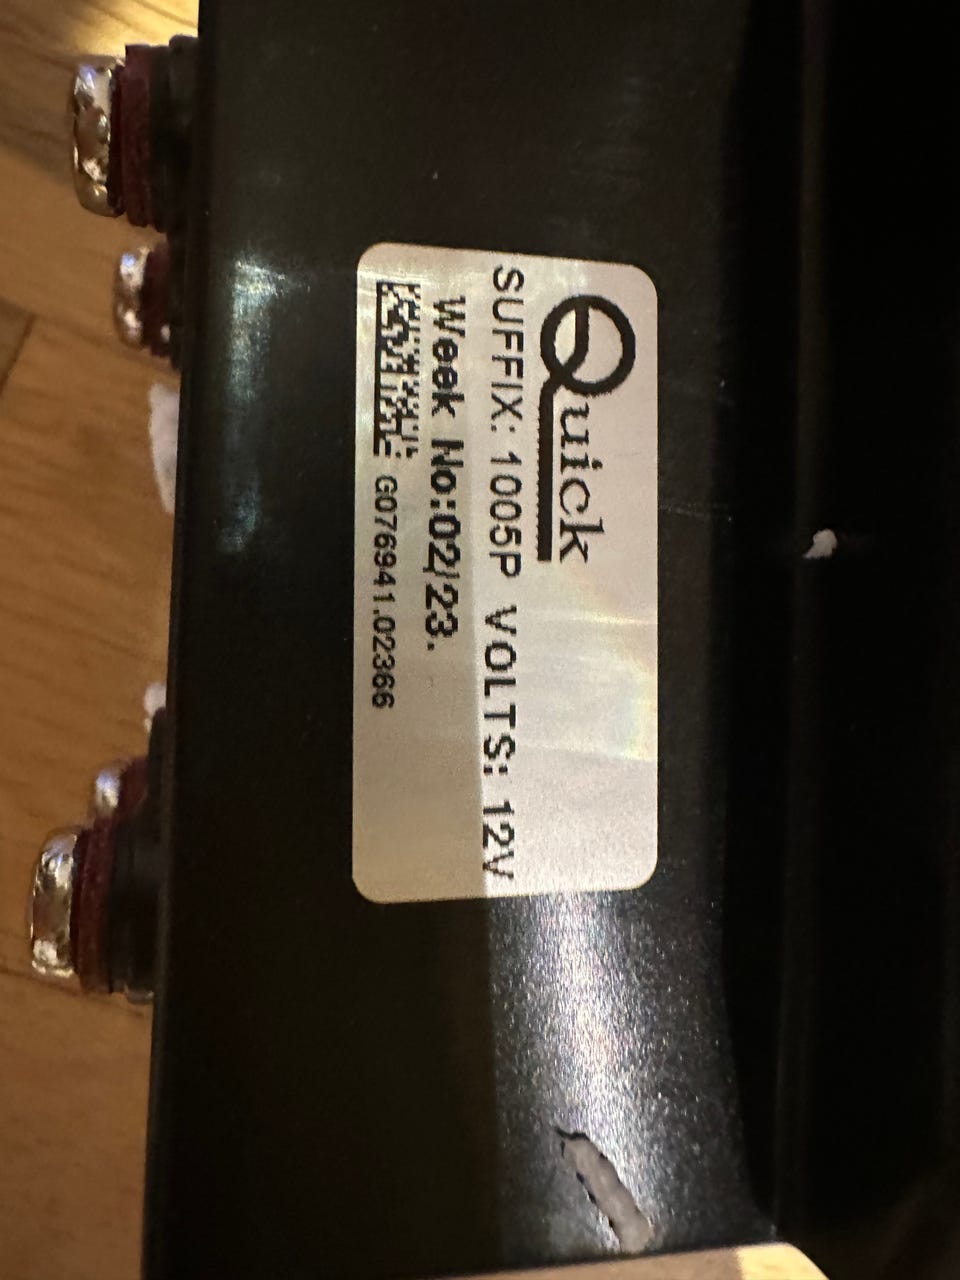 Quick
SUFFIX: 1005P VOLTS: 12V
Week No:02/23.
G076941.02366